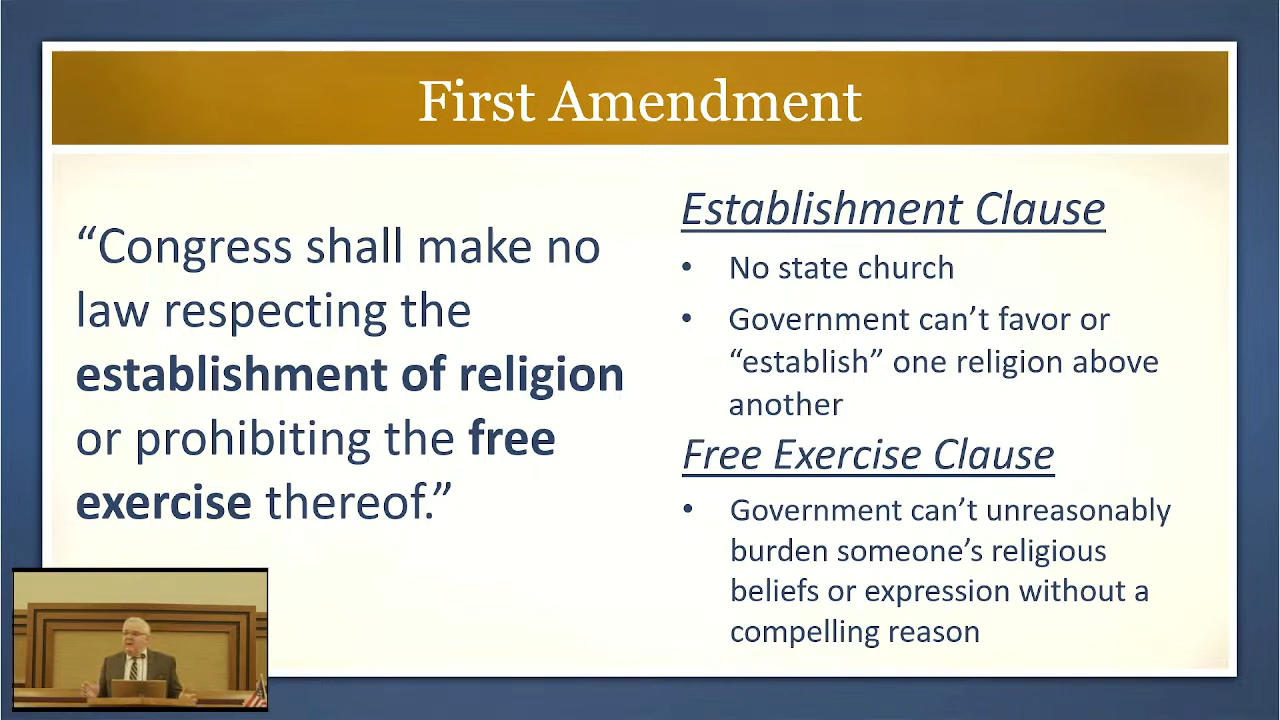 First Amendment
“Congress shall make no
law respecting the
establishment of religion
or prohibiting the free
exercise thereof.”
Establishment Clause
• No state church
• Government can’t favor or
“establish” one religion above
another
Free Exercise Clause
• Government can’t unreasonably
burden someone’s religious
beliefs or expression without a
compelling reason